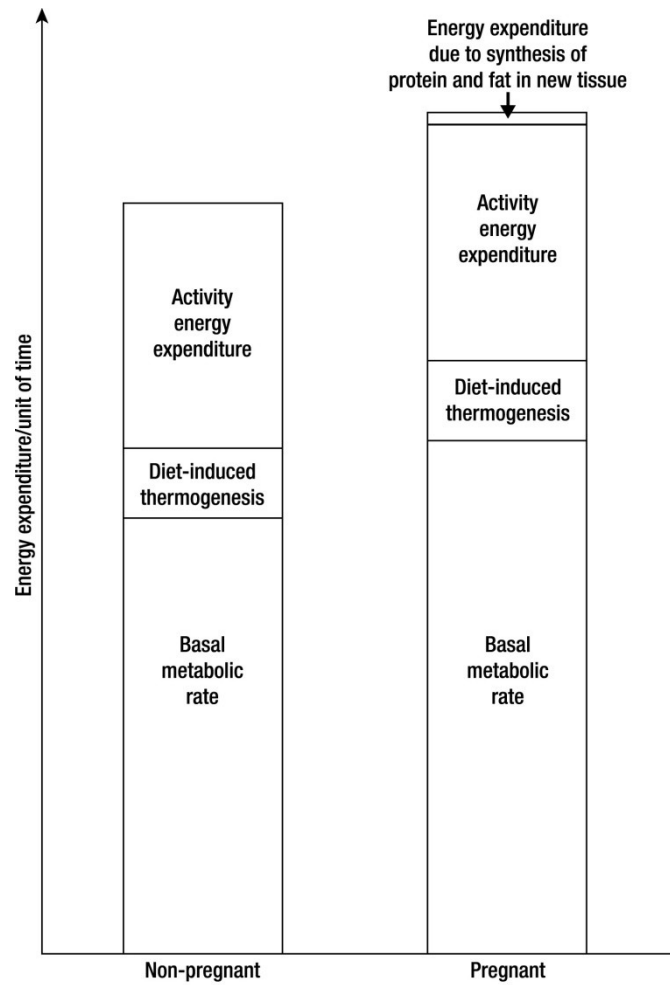 Energy expenditure
due to synthesis of
protein and fat in new tissue
Energy expenditure/unit of time
Activity
energy
expenditure
Diet-induced
thermogenesis
Basal
metabolic
rate
Activity
energy
expenditure
Diet-induced
thermogenesis
Basal
metabolic
rate
Non-pregnant
Pregnant